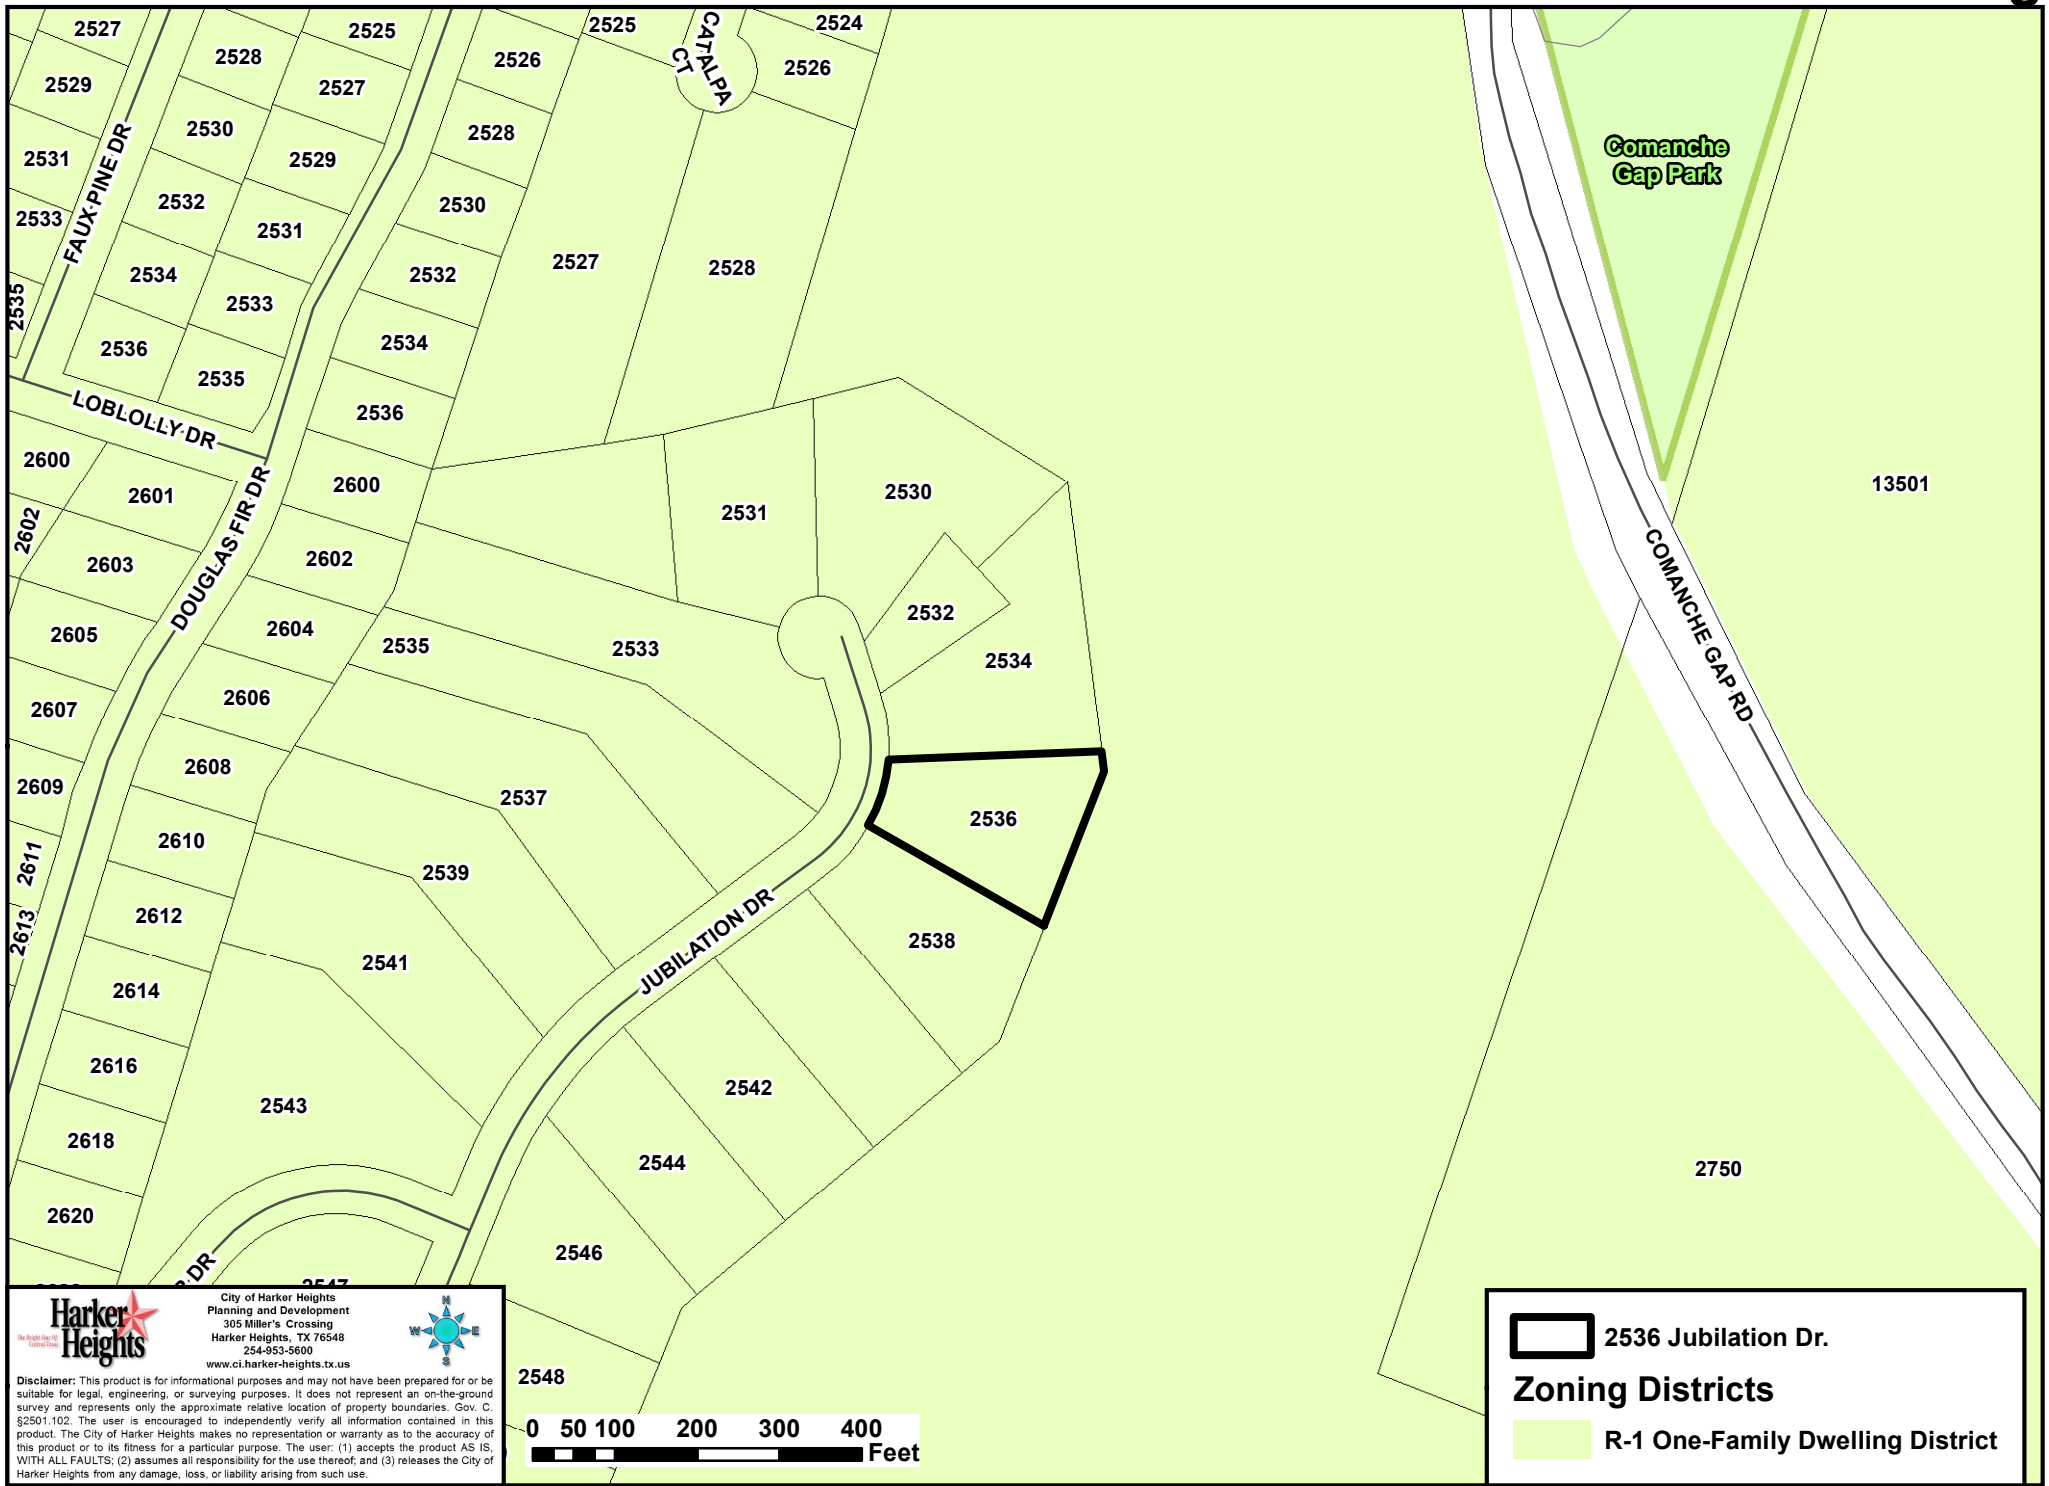 2527
2528
2525
2526
2525
CATALPA
CT
2524
2526
2529
2527
2530
2528
2531
2529
FAUX PINE DR
2532
2530
2533
2531
2534
2532
2527
2528
2535
2533
2536
2534
2535
LOBLOLLY DR
2536
Comanche
Gap Park
2600
2601
2600
2602
2603
DOUGLAS FIR DR
2602
2605
2604
2531
2530
2532
2534
2535
2533
13501
COMANCHE GAP RD
2607
2606
2609
2608
2537
2536
2611
2610
2539
2613
2612
2541
JUBILATION DR
2538
2614
2616
2543
2542
2618
2544
2750
2620
2546
DR
2547
2548
Harker
Heights
The Bright Star Of
Central Texas
City of Harker Heights
Planning and Development
305 Miller's Crossing
Harker Heights, TX 76548
254-953-5600
www.ci.harker-heights.tx.us
N
W E
S
Disclaimer: This product is for informational purposes and may not have been prepared for or be
suitable for legal, engineering, or surveying purposes. It does not represent an on-the-ground
survey and represents only the approximate relative location of property boundaries. Gov. C.
§2501.102. The user is encouraged to independently verify all information contained in this
product. The City of Harker Heights makes no representation or warranty as to the accuracy of
this product or to its fitness for a particular purpose. The user: (1) accepts the product AS IS,
WITH ALL FAULTS; (2) assumes all responsibility for the use thereof; and (3) releases the City of
Harker Heights from any damage, loss, or liability arising from such use.
0 50 100 200 300 400
Feet
2536 Jubilation Dr.
Zoning Districts
R-1 One-Family Dwelling District